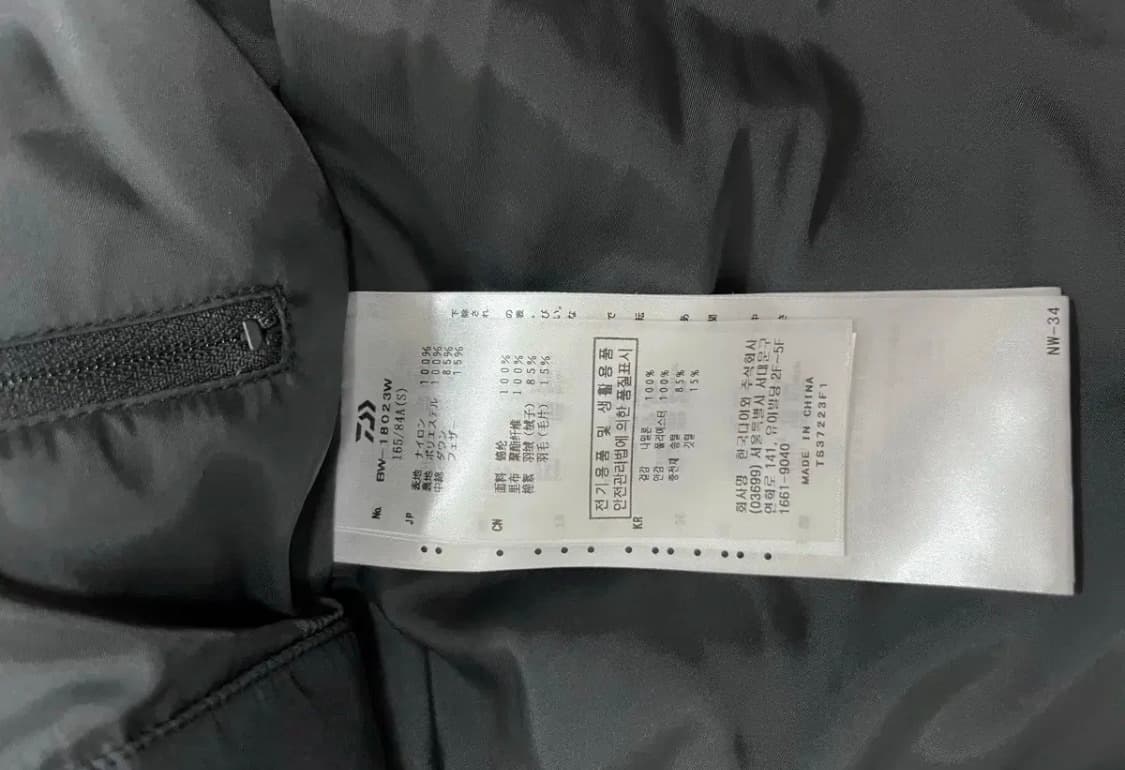 No. BW-18023W
165/84A(S)
JP
表地 ナイロン 100%
裏地 ポリエステル 100%
中綿 ダウン 85%
フェザー 15%
CN
面料 锦纶 100%
里布 聚酯纤维 100%
棉絮 羽绒(绒子) 85%
羽毛(毛片) 15%
전기용품 및 생활용품
안전관리법에 의한 품질표시
KR
겉감 나일론 100%
안감 폴리에스터 100%
충전재 솜털 85%
깃털 15%
회사명 한국다이와 주식회사
(03699) 서울특별시 서대문구
연희로 141, 유아빌딩 2F~5F
1661-9040
MADE IN CHINA
TS37223F1
NW-34